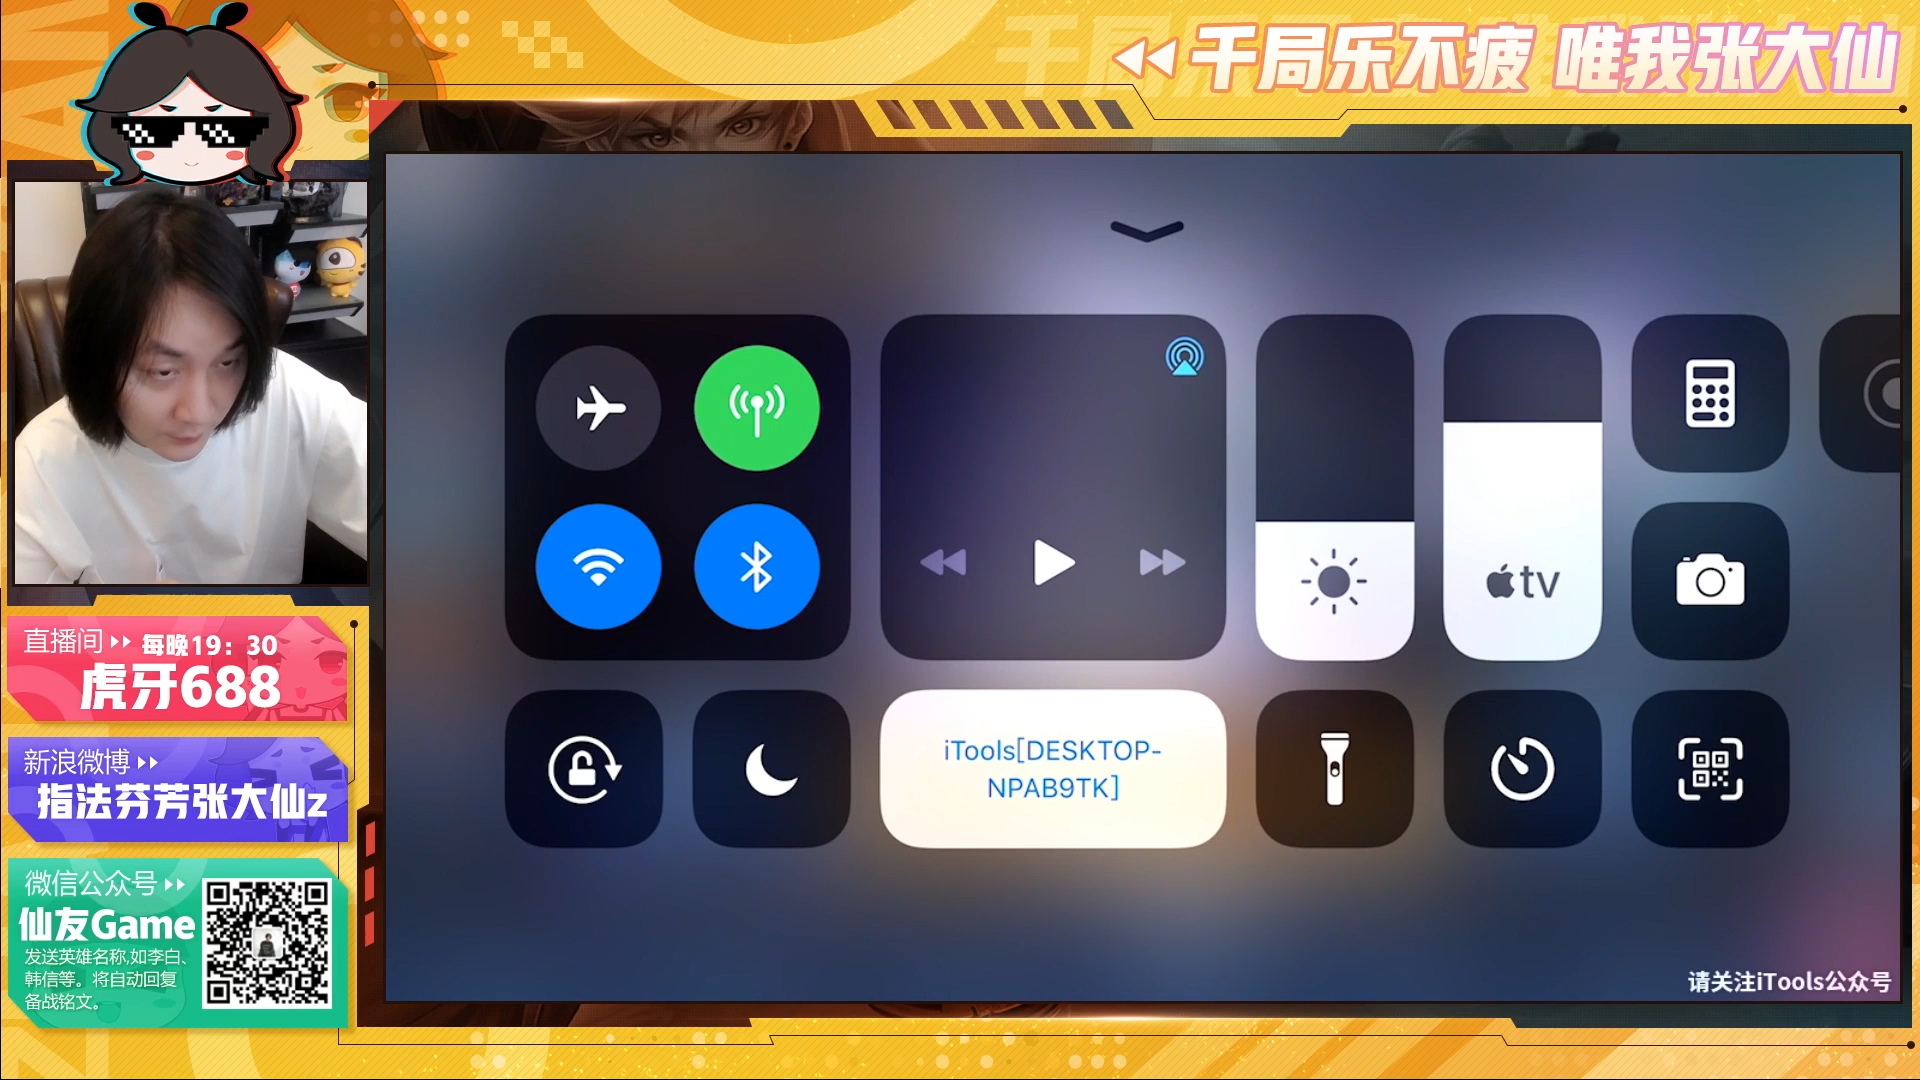 千局乐不疲 唯我张大仙
直播间
每晚19：30
虎牙688
新浪微博
指法芬芳张大仙z
微信公众号
仙友Game
发送英雄名称,如李白、
韩信等。将自动回复
备战铭文。
tv
iTools[DESKTOP-
NPAB9TK]
请关注iTools公众号